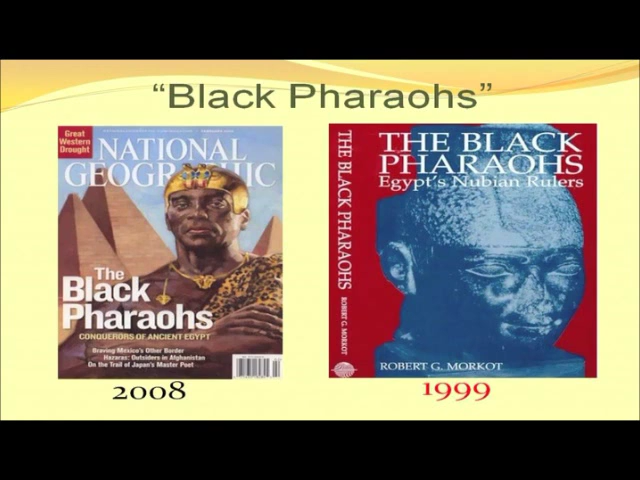 “Black Pharaohs”
Great
Western
Drought
NATIONAL
GEOGRAPHIC
The
Black
Pharaohs
CONQUERORS OF ANCIENT EGYPT
Braving Mexico's Other Border
Hazaras: Outsiders in Afghanistan
On the Trail of Japan's Master Poet
2008
THE BLACK PHARAOHS
ROBERT G. MORKOT
THE BLACK
PHARAOHS
Egypt's Nubian Rulers
ROBERT G. MORKOT
1999